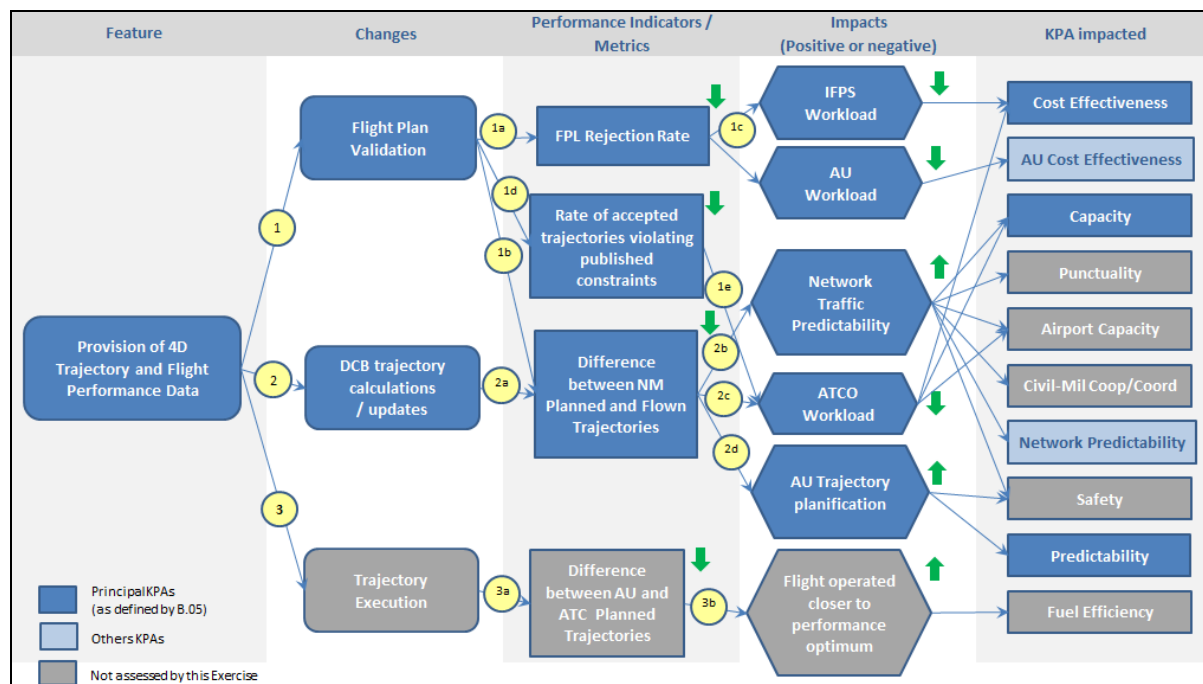 Feature
Changes
Performance Indicators /
Metrics
Impacts
(Positive or negative)
KPA impacted
Provision of 4D
Trajectory and Flight
Performance Data
1
2
3
Flight Plan
Validation
DCB trajectory
calculations
/ updates
Trajectory
Execution
1a
1d
1b
2a
3a
FPL Rejection Rate
Rate of accepted
trajectories violating
published
constraints
Difference
between NM
Planned and Flown
Trajectories
Difference
between AU and
ATC Planned
Trajectories
1c
1e
2b
2c
2d
3b
IFPS
Workload
AU
Workload
Network
Traffic
Predictability
ATCO
Workload
AU Trajectory
planification
Flight operated
closer to
performance
optimum
Cost Effectiveness
AU Cost Effectiveness
Capacity
Punctuality
Airport Capacity
Civil-Mil Coop/Coord
Network Predictability
Safety
Predictability
Fuel Efficiency
PrincipalKPAs
(as defined by B.05)
Others KPAs
Not assessed by this Exercise